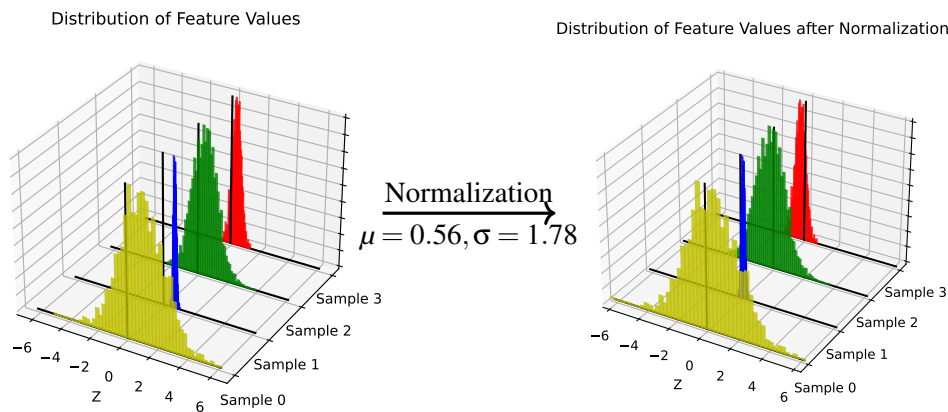 Distribution of Feature Values
−6
−4
−2
0
2
4
6
Z
Sample 0
Sample 1
Sample 2
Sample 3
Normalization
μ = 0.56, σ = 1.78
Distribution of Feature Values after Normalization
−6
−4
−2
0
2
4
6
Z
Sample 0
Sample 1
Sample 2
Sample 3